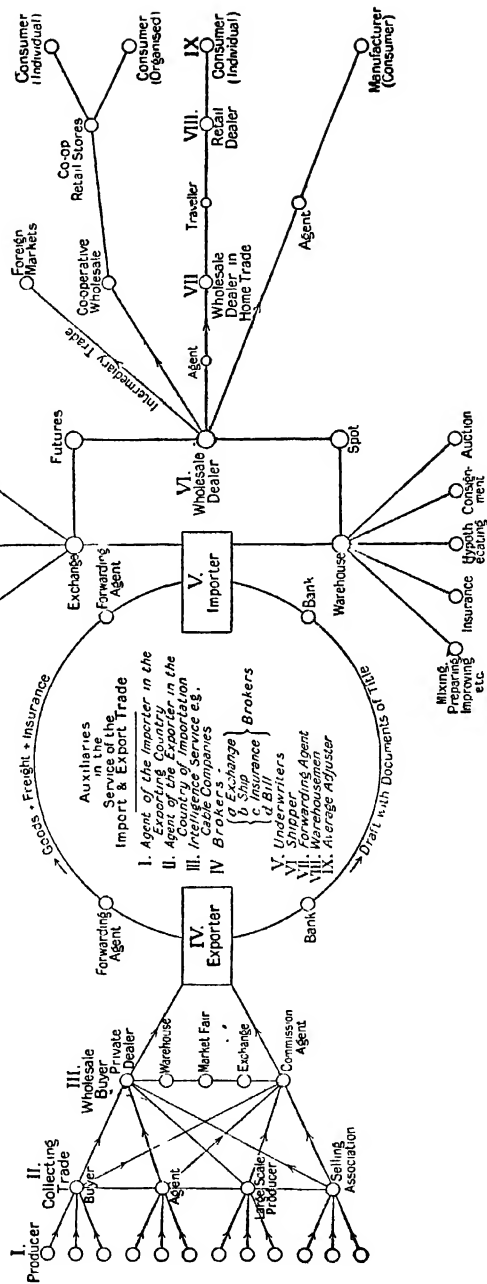 I.
Producer
II.
Collecting
Trade
Buyer
Agent
Large Scale
Producer
Selling
Association
III.
Wholesale
Buyer
Private
Dealer
Warehouse
Market Fair
Exchange
Commission
Agent
IV.
Exporter
Forwarding
Agent
Bank
← Goods + Freight + Insurance →
Auxiliaries
in the
Service of the
Import & Export Trade
I. Agent of the Importer in the
Exporting Country
II. Agent of the Exporter in the
Country of Importation
III. Intelligence Service e.g.
Cable Companies
IV Brokers -
a Exchange
b Ship
c Insurance
d Bill
Brokers
V. Underwriters
VI Shipper
VII. Forwarding Agent
VIII. Warehousemen
IX. Average Adjuster
→ Draft with Documents of Title ←
Forwarding
Agent
V.
Importer
Bank
Exchange
Futures
VI.
Wholesale
Dealer
Warehouse
Spot
Mixing,
Preparing
Improving
etc.
Insurance
Hypoth
ecating
Consign-
ment
Auction
Intermediary Trade
Foreign
Markets
Co-operative
Wholesale
Co-op
Retail Stores
Consumer
(Individual)
Consumer
(Organised)
Agent
VII
Wholesale
Dealer in
Home Trade
Traveller
VIII.
Retail
Dealer
IX
Consumer
(Individual)
Agent
Manufacturer
(Consumer)